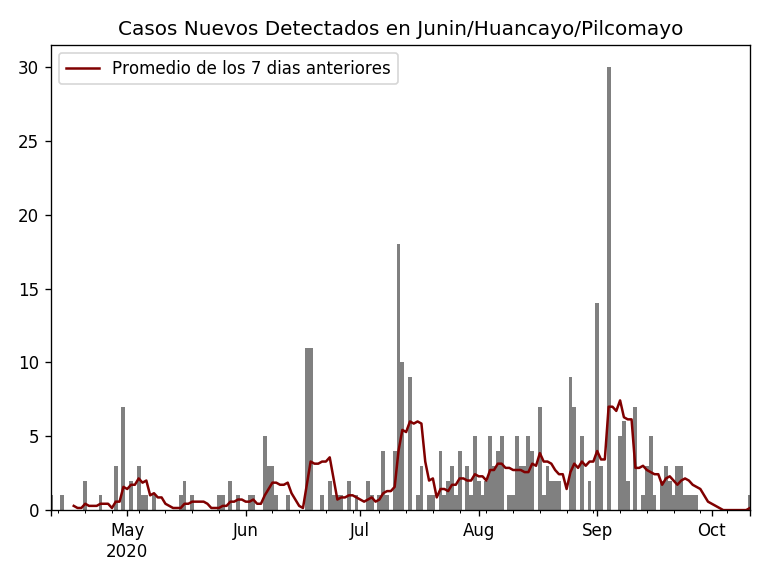 Casos Nuevos Detectados en Junin/Huancayo/Pilcomayo
Promedio de los 7 dias anteriores
30
25
20
15
10
5
0
May Jun Jul Aug Sep Oct
2020